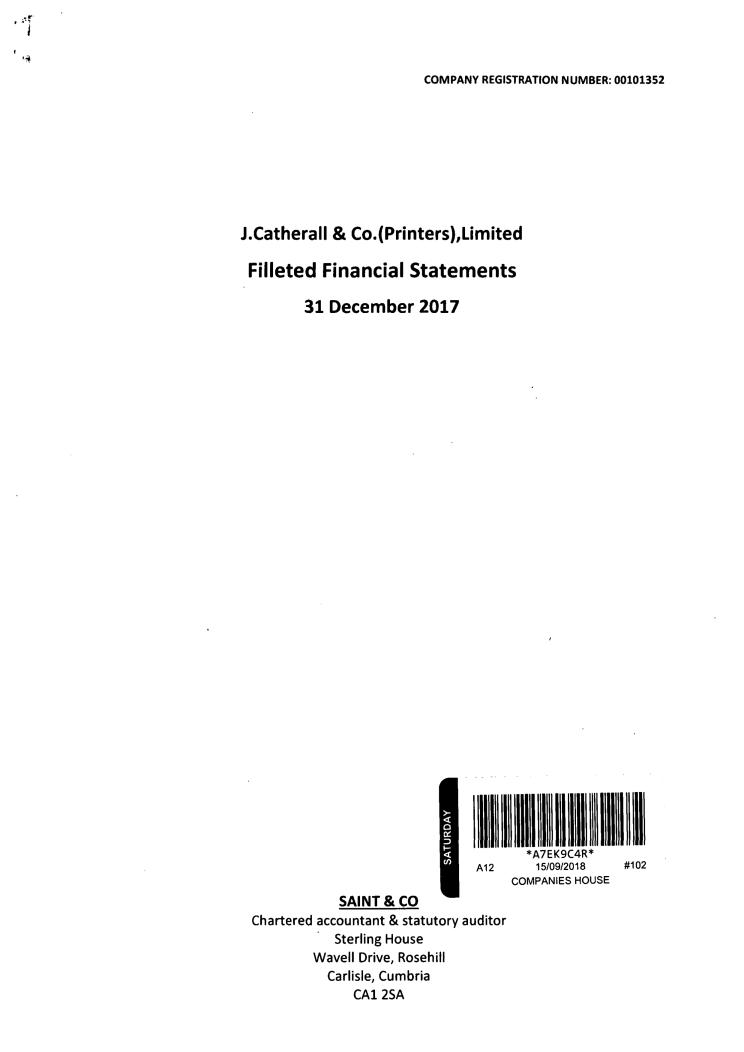 COMPANY REGISTRATION NUMBER: 00101352
J.Catherall & Co.(Printers),Limited
Filleted Financial Statements
31 December 2017
SATURDAY
*A7EK9C4R*
A12 15/09/2018 #102
COMPANIES HOUSE
SAINT & CO
Chartered accountant & statutory auditor
Sterling House
Wavell Drive, Rosehill
Carlisle, Cumbria
CA1 2SA